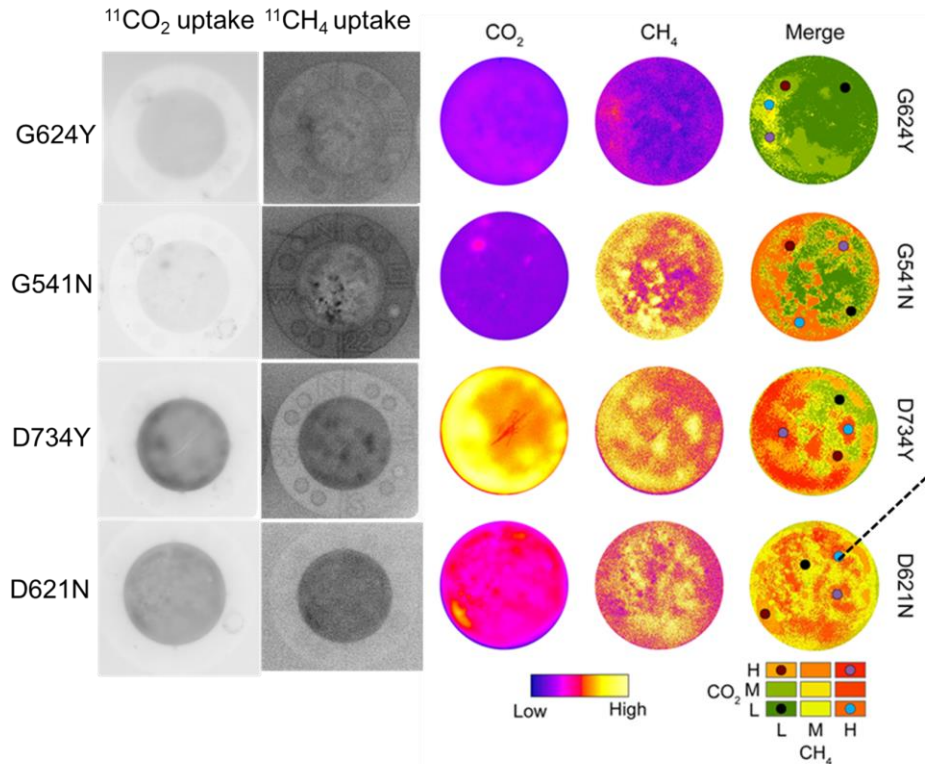 ¹¹CO₂ uptake ¹¹CH₄ uptake
CO₂ CH₄ Merge
G624Y
G624Y
G541N
G541N
22
D734Y
D734Y
D621N
D621N
Low High
H
M
L
CO₂
L M H
CH₄